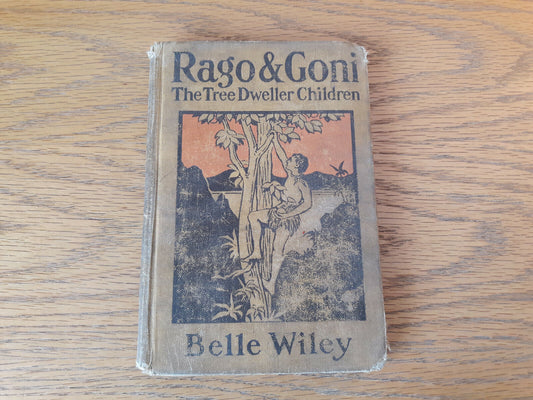 Rago & Goni
The Tree Dweller Children
Belle Wiley